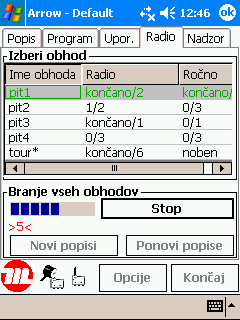 Arrow - Default 12:46 ok
Popis Program Upor. Radio Nadzor
Izberi obhod
Ime obhoda Radio Ročno
pit1 končano/2 končano/
pit2 1/2 0/3
pit3 končano/1 0/1
pit4 0/3 0/3
tour* končano/6 noben
Branje vseh obhodov
Stop
>5<
Novi popisi Ponovi popise
Opcije Končaj